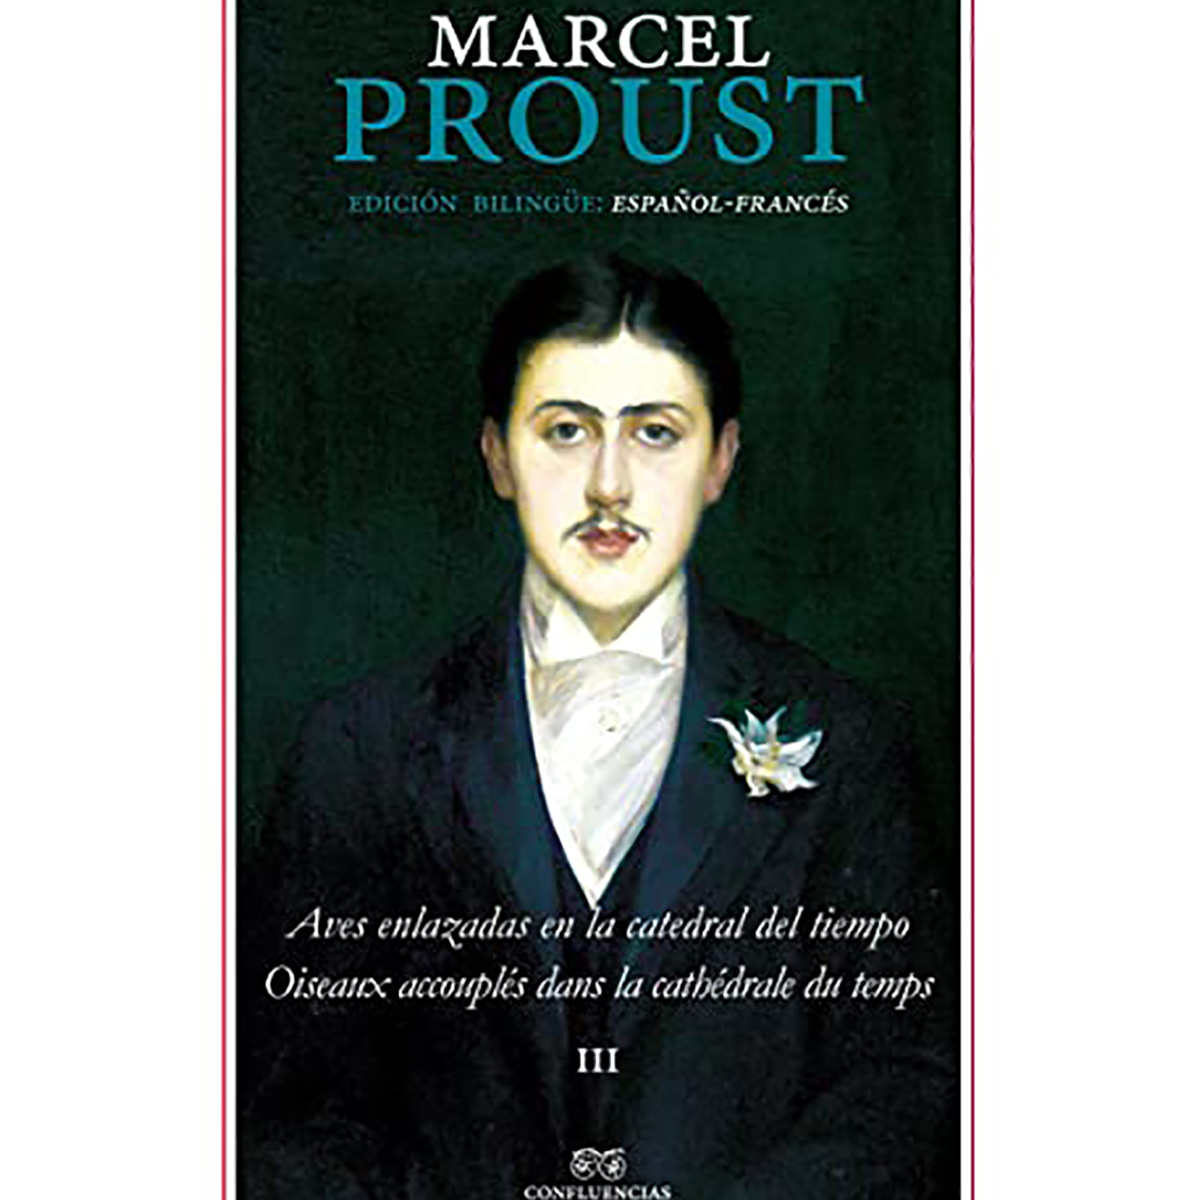 MARCEL
PROUST
EDICIÓN BILINGÜE: ESPAÑOL-FRANCÉS
Aves enlazadas en la catedral del tiempo
Oiseaux accouplés dans la cathédrale du temps
III
CONFLUENCIAS